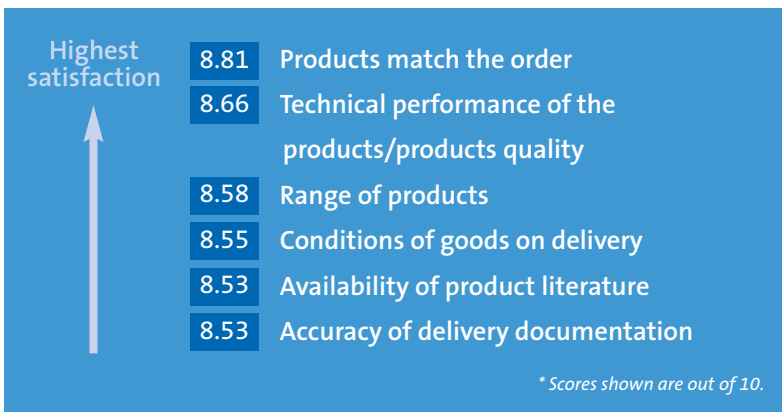 Highest
satisfaction
8.81 Products match the order
8.66 Technical performance of the
products/products quality
8.58 Range of products
8.55 Conditions of goods on delivery
8.53 Availability of product literature
8.53 Accuracy of delivery documentation
* Scores shown are out of 10.